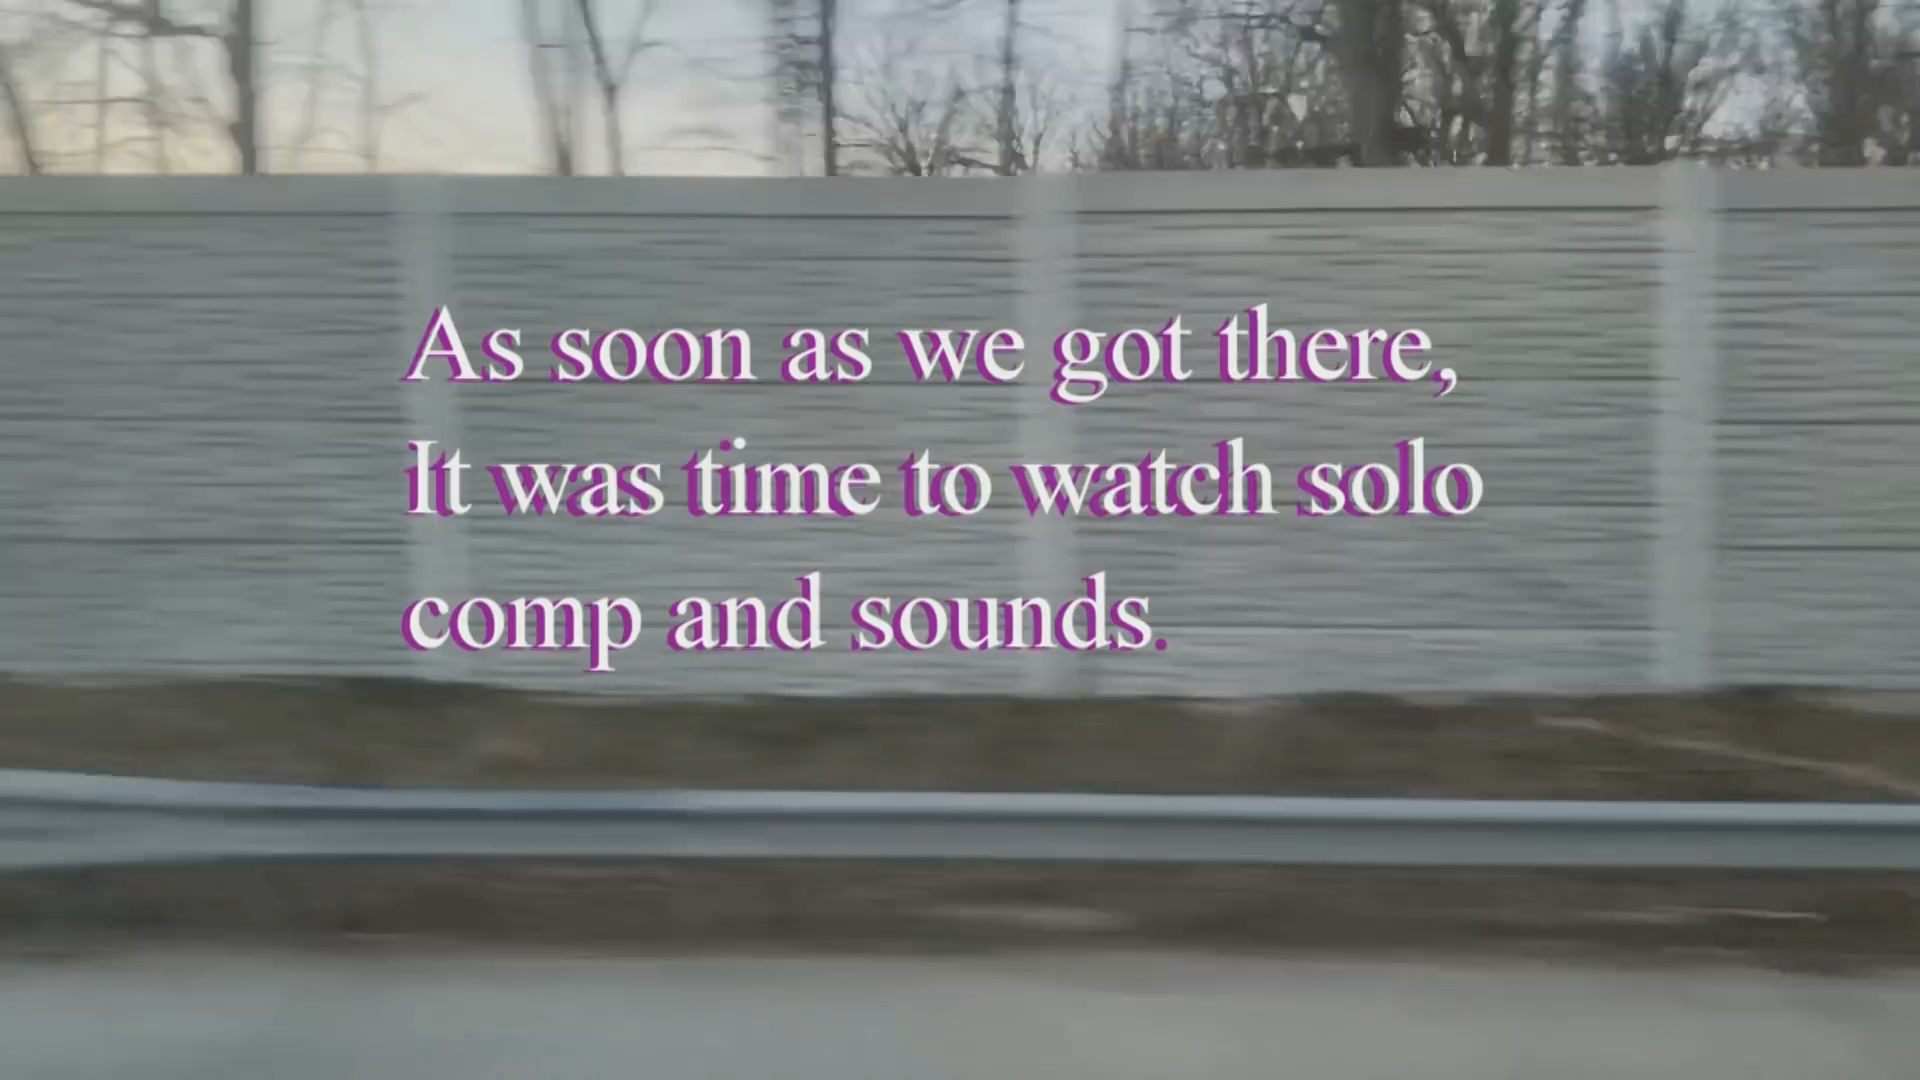 As soon as we got there,
It was time to watch solo
comp and sounds.